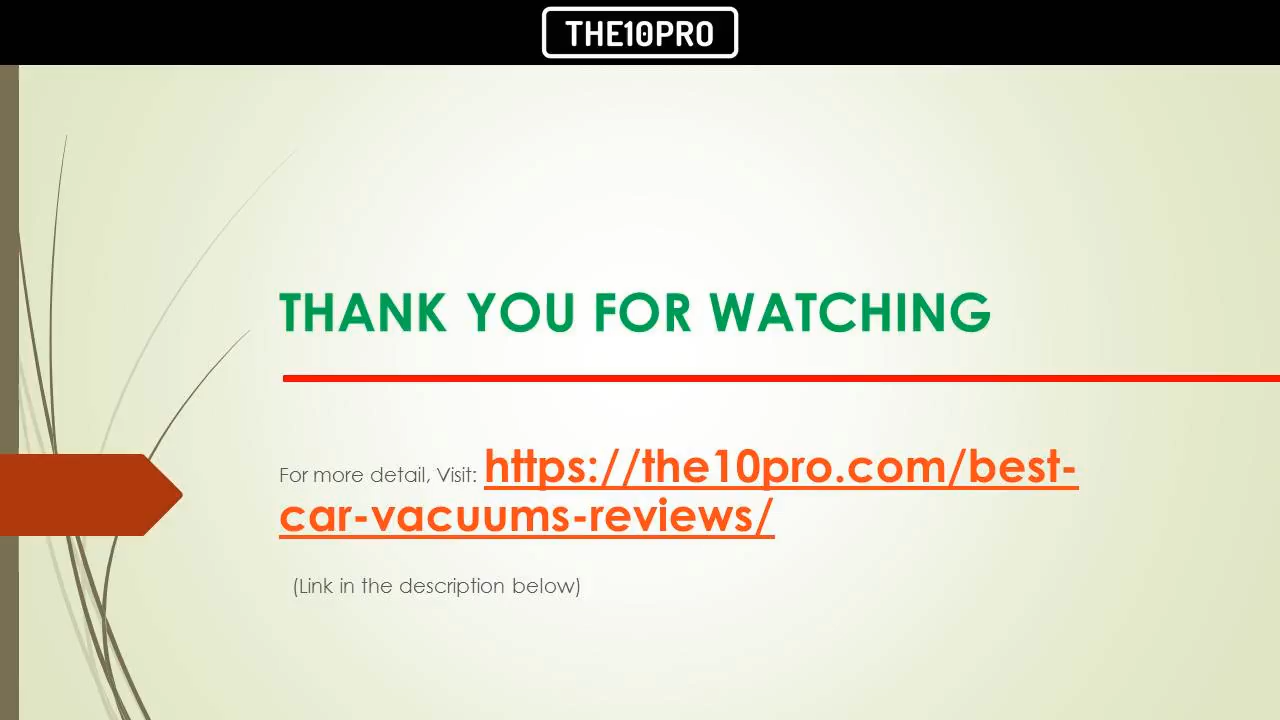 THE10PRO
THANK YOU FOR WATCHING
For more detail, Visit: https://the10pro.com/best-
car-vacuums-reviews/
(Link in the description below)